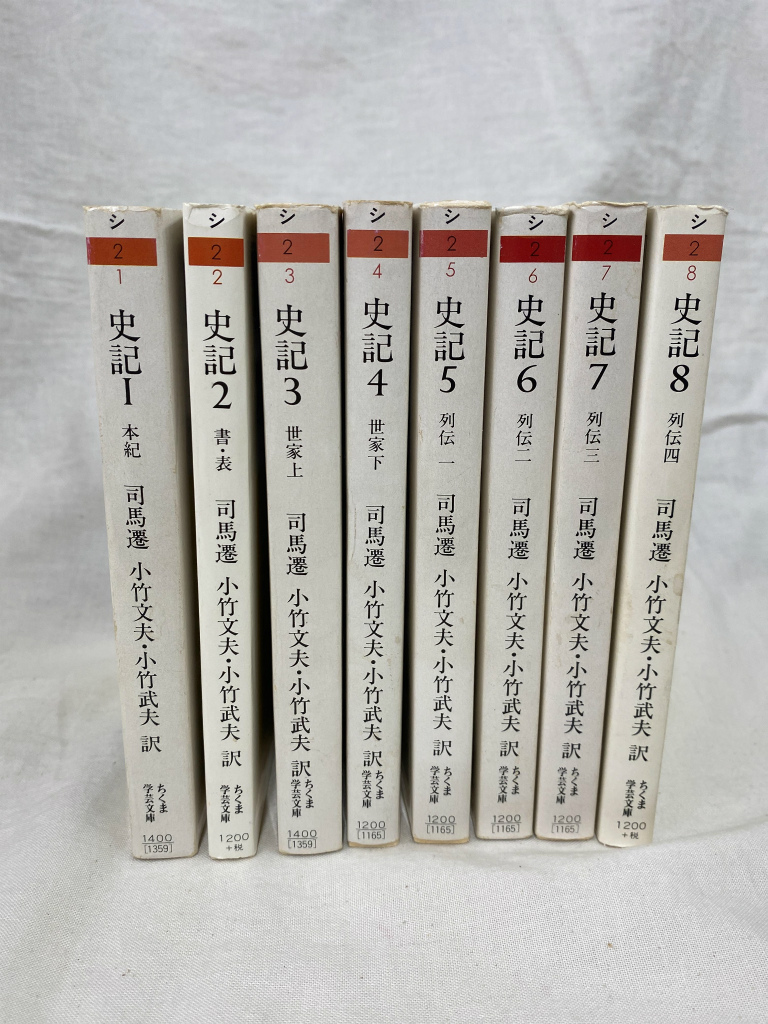 シ
2
1
史記1
本紀
司馬遷
小竹文夫・小竹武夫 訳
ちくま
学芸文庫
1400
[1359]
シ
2
2
史記2
書・表
司馬遷
小竹文夫・小竹武夫 訳
ちくま
学芸文庫
1200
+税
シ
2
3
史記3
世家上
司馬遷
小竹文夫・小竹武夫 訳
ちくま
学芸文庫
1400
[1359]
シ
2
4
史記4
世家下
司馬遷
小竹文夫・小竹武夫 訳
ちくま
学芸文庫
1200
[1165]
シ
2
5
史記5
列伝 一
司馬遷
小竹文夫・小竹武夫 訳
ちくま
学芸文庫
1200
[1165]
シ
2
6
史記6
列伝二
司馬遷
小竹文夫・小竹武夫 訳
ちくま
学芸文庫
1200
[1165]
シ
2
7
史記7
列伝三
司馬遷
小竹文夫・小竹武夫 訳
ちくま
学芸文庫
1200
[1165]
シ
2
8
史記8
列伝四
司馬遷
小竹文夫・小竹武夫 訳
ちくま
学芸文庫
1200
+税